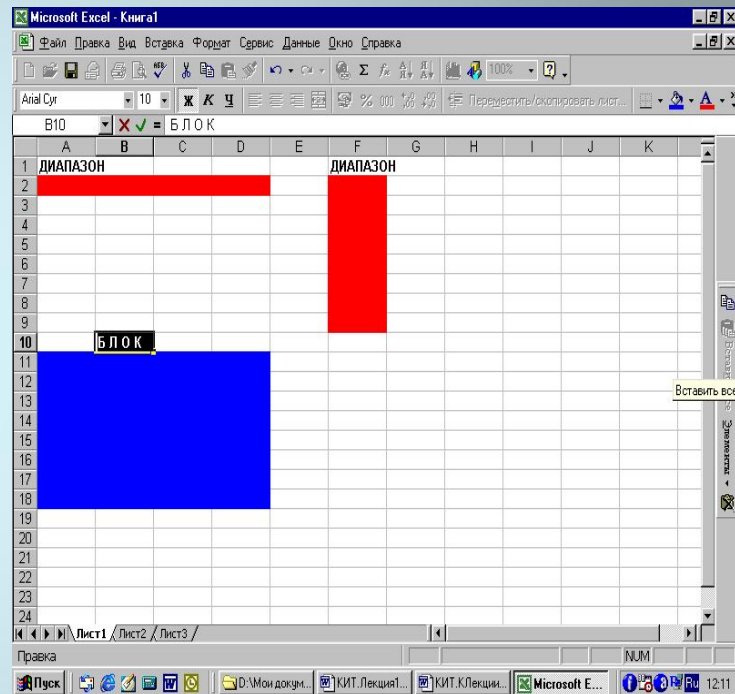 Microsoft Excel - Книга1
Файл Правка Вид Вставка Формат Сервис Данные Окно Справка
100%
Arial Cyr 10 Ж К Ч % 000 Переместить/скопировать лист...
B10 = Б Л О К
A B C D E F G H I J K
1 ДИАПАЗОН ДИАПАЗОН
2
3
4
5
6
7
8
9
10 Б Л О К
11
12
Вставить все
13
14
15
16
17
18
19
20
21
22
23
24
Элементы
Лист1 Лист2 Лист3
Правка NUM
Пуск D:\Мои докум... КИТ.Лекция1... КИТ.КЛекции... Microsoft E... Ru 12:11